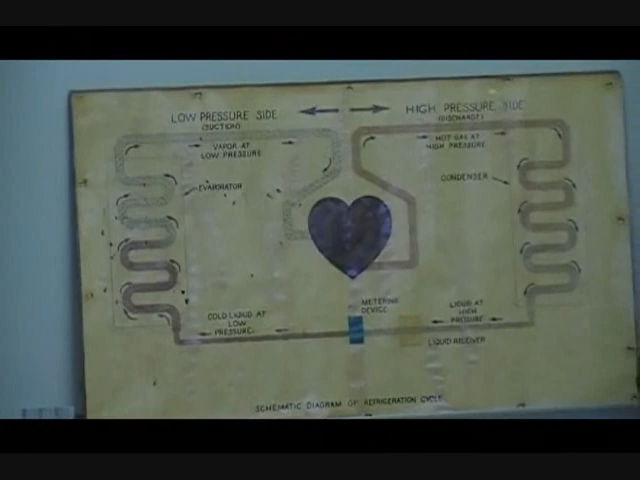 LOW PRESSURE SIDE
(SUCTION)
HIGH PRESSURE SIDE
(DISCHARGE)
VAPOR AT
LOW PRESSURE
HOT GAS AT
HIGH PRESSURE
EVAPORATOR
CONDENSER
COLD LIQUID AT
LOW
PRESSURE
METERING
DEVICE
LIQUID AT
HIGH
PRESSURE
LIQUID RECEIVER
SCHEMATIC DIAGRAM OF REFRIGERATION CYCLE